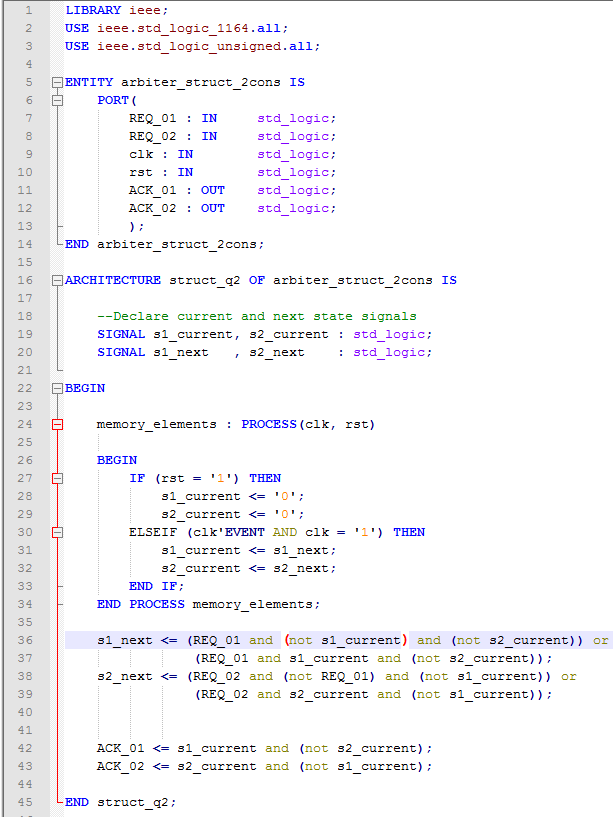 1 LIBRARY ieee;
2 USE ieee.std_logic_1164.all;
3 USE ieee.std_logic_unsigned.all;
4
5 ENTITY arbiter_struct_2cons IS
6 PORT(
7 REQ_01 : IN std_logic;
8 REQ_02 : IN std_logic;
9 clk : IN std_logic;
10 rst : IN std_logic;
11 ACK_01 : OUT std_logic;
12 ACK_02 : OUT std_logic;
13 );
14 END arbiter_struct_2cons;
15
16 ARCHITECTURE struct_q2 OF arbiter_struct_2cons IS
17
18 --Declare current and next state signals
19 SIGNAL s1_current, s2_current : std_logic;
20 SIGNAL s1_next , s2_next : std_logic;
21
22 BEGIN
23
24 memory_elements : PROCESS(clk, rst)
25
26 BEGIN
27 IF (rst = '1') THEN
28 s1_current <= '0';
29 s2_current <= '0';
30 ELSEIF (clk'EVENT AND clk = '1') THEN
31 s1_current <= s1_next;
32 s2_current <= s2_next;
33 END IF;
34 END PROCESS memory_elements;
35
36 s1_next <= (REQ_01 and (not s1_current) and (not s2_current)) or
37 (REQ_01 and s1_current and (not s2_current));
38 s2_next <= (REQ_02 and (not REQ_01) and (not s1_current)) or
39 (REQ_02 and s2_current and (not s1_current));
40
41
42 ACK_01 <= s1_current and (not s2_current);
43 ACK_02 <= s2_current and (not s1_current);
44
45 END struct_q2;